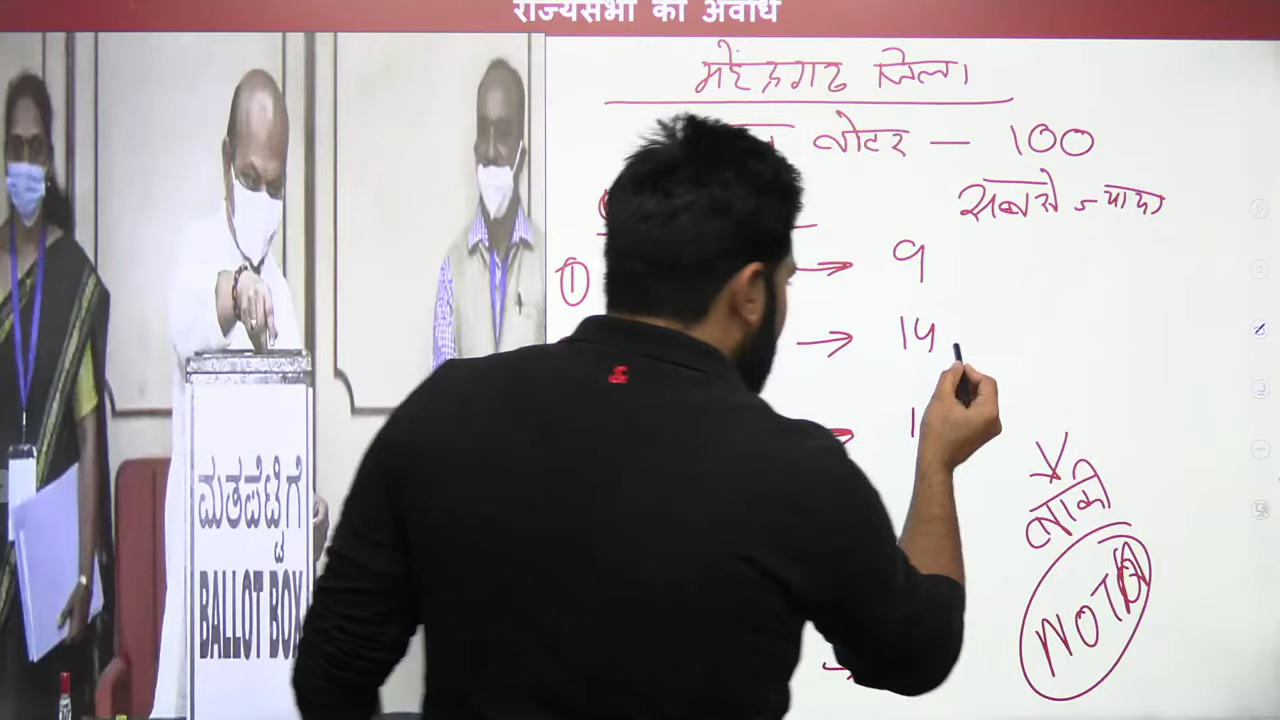 राज्यसभा की अवधि
महेंद्रगढ जिला
वोटर — 100
सबसे ज्यादा
① → 9
→ 14
1
बाकी
NOTA
ಮತಪೆಟ್ಟಿಗೆ
BALLOT BOX